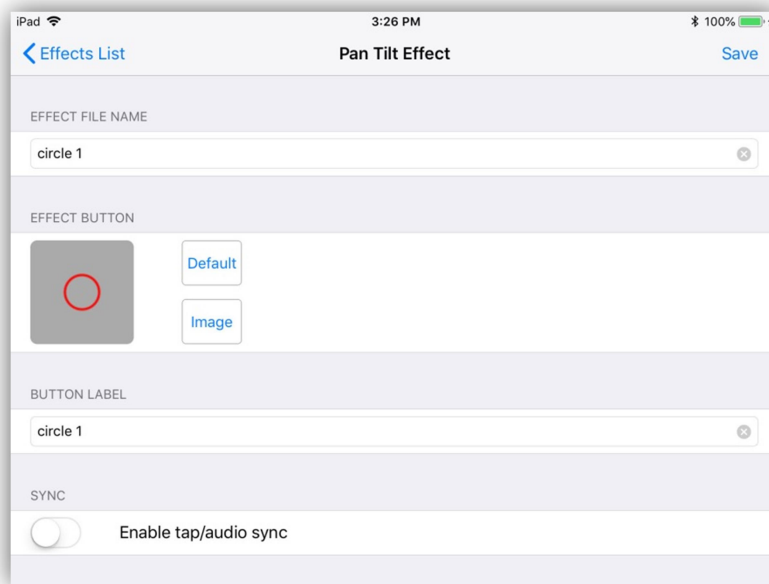 iPad 3:26 PM 100%
Effects List Pan Tilt Effect Save
EFFECT FILE NAME
circle 1
EFFECT BUTTON
Default
Image
BUTTON LABEL
circle 1
SYNC
Enable tap/audio sync